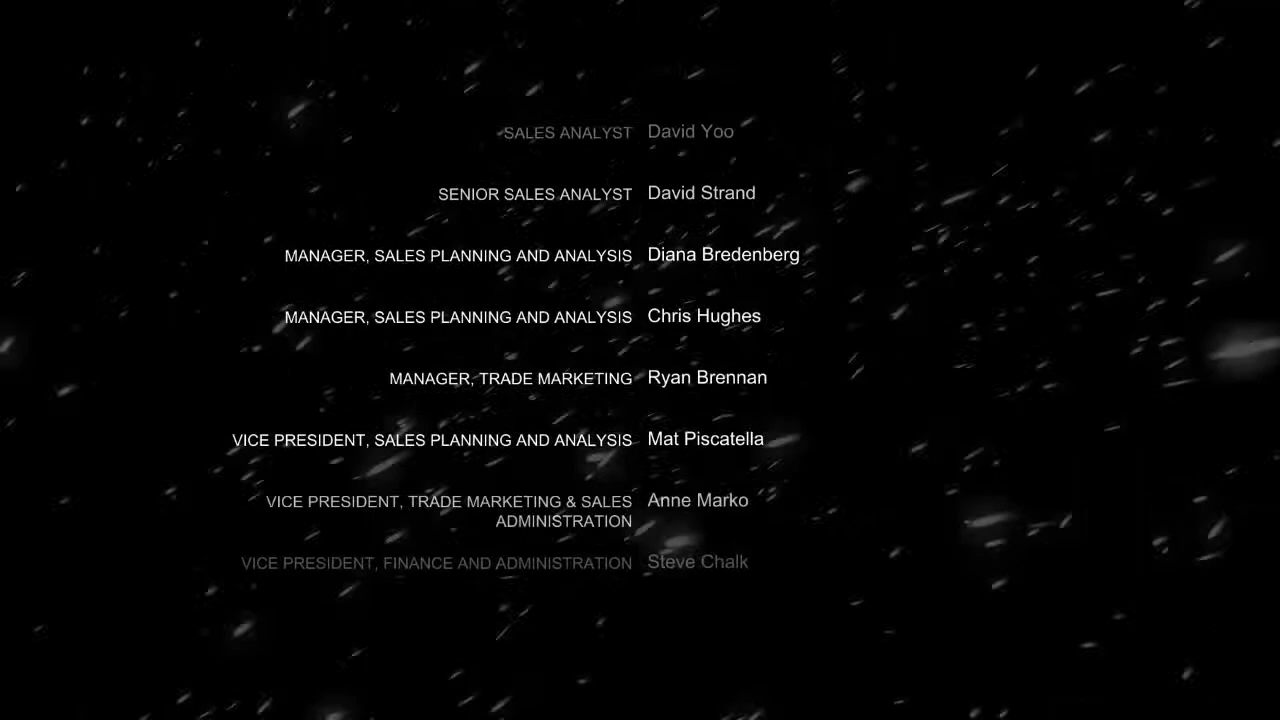 SALES ANALYST David Yoo
SENIOR SALES ANALYST David Strand
MANAGER, SALES PLANNING AND ANALYSIS Diana Bredenberg
MANAGER, SALES PLANNING AND ANALYSIS Chris Hughes
MANAGER, TRADE MARKETING Ryan Brennan
VICE PRESIDENT, SALES PLANNING AND ANALYSIS Mat Piscatella
VICE PRESIDENT, TRADE MARKETING & SALES Anne Marko
ADMINISTRATION
VICE PRESIDENT, FINANCE AND ADMINISTRATION Steve Chalk